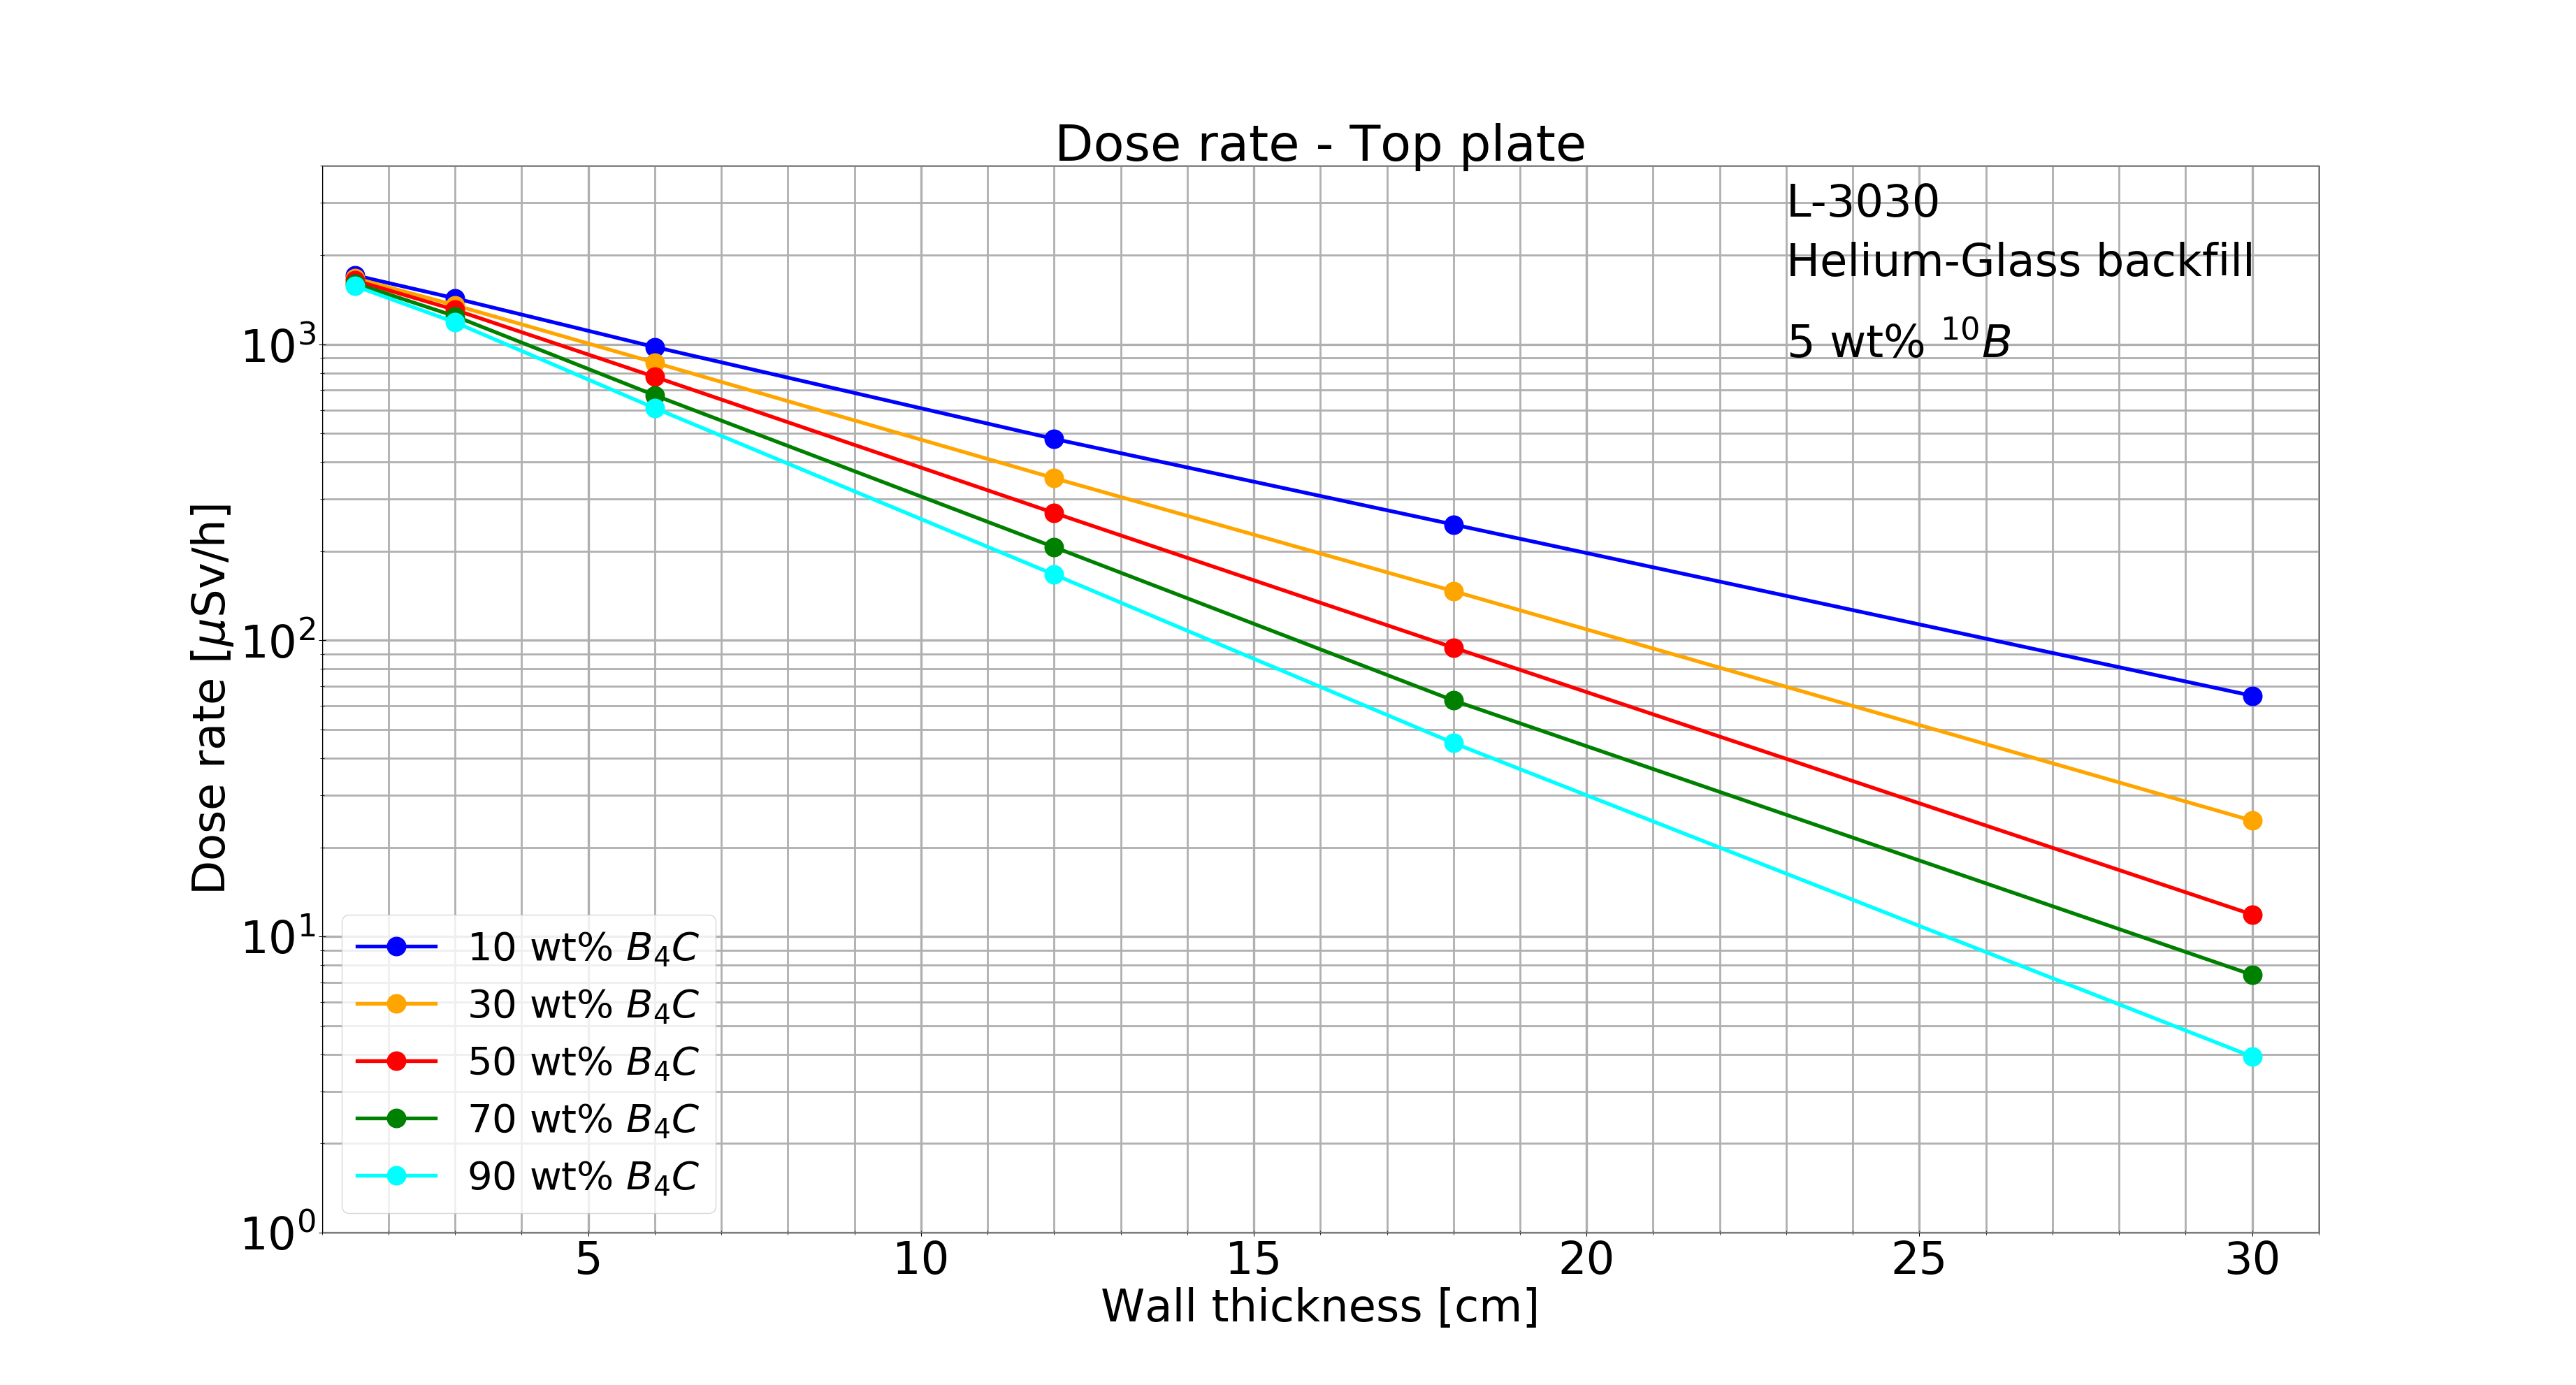 Dose rate - Top plate
L-3030
Helium-Glass backfill
5 wt% ¹⁰B
Dose rate [μSv/h]
10³
10²
10¹
10⁰
10 wt% B₄C
30 wt% B₄C
50 wt% B₄C
70 wt% B₄C
90 wt% B₄C
5 10 15 20 25 30
Wall thickness [cm]